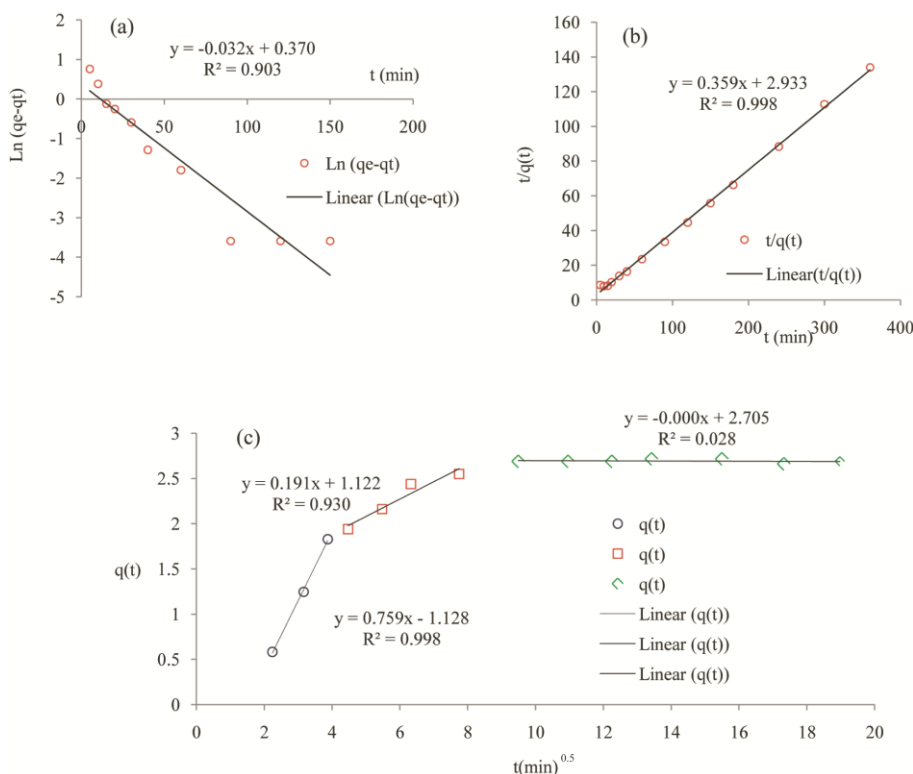 (a)
y = -0.032x + 0.370
R² = 0.903
t (min)
Ln (qe-qt)
2
1
0
-1
-2
-3
-4
-5
0
50
100
150
200
Ln (qe-qt)
Linear (Ln(qe-qt))
(b)
y = 0.359x + 2.933
R² = 0.998
t/q(t)
160
140
120
100
80
60
40
20
0
0
100
200
300
400
t (min)
t/q(t)
Linear(t/q(t))
(c)
y = -0.000x + 2.705
R² = 0.028
y = 0.191x + 1.122
R² = 0.930
y = 0.759x - 1.128
R² = 0.998
q(t)
3
2.5
2
1.5
1
0.5
0
0
2
4
6
8
10
12
14
16
18
20
t(min)^0.5
q(t)
q(t)
q(t)
Linear (q(t))
Linear (q(t))
Linear (q(t))